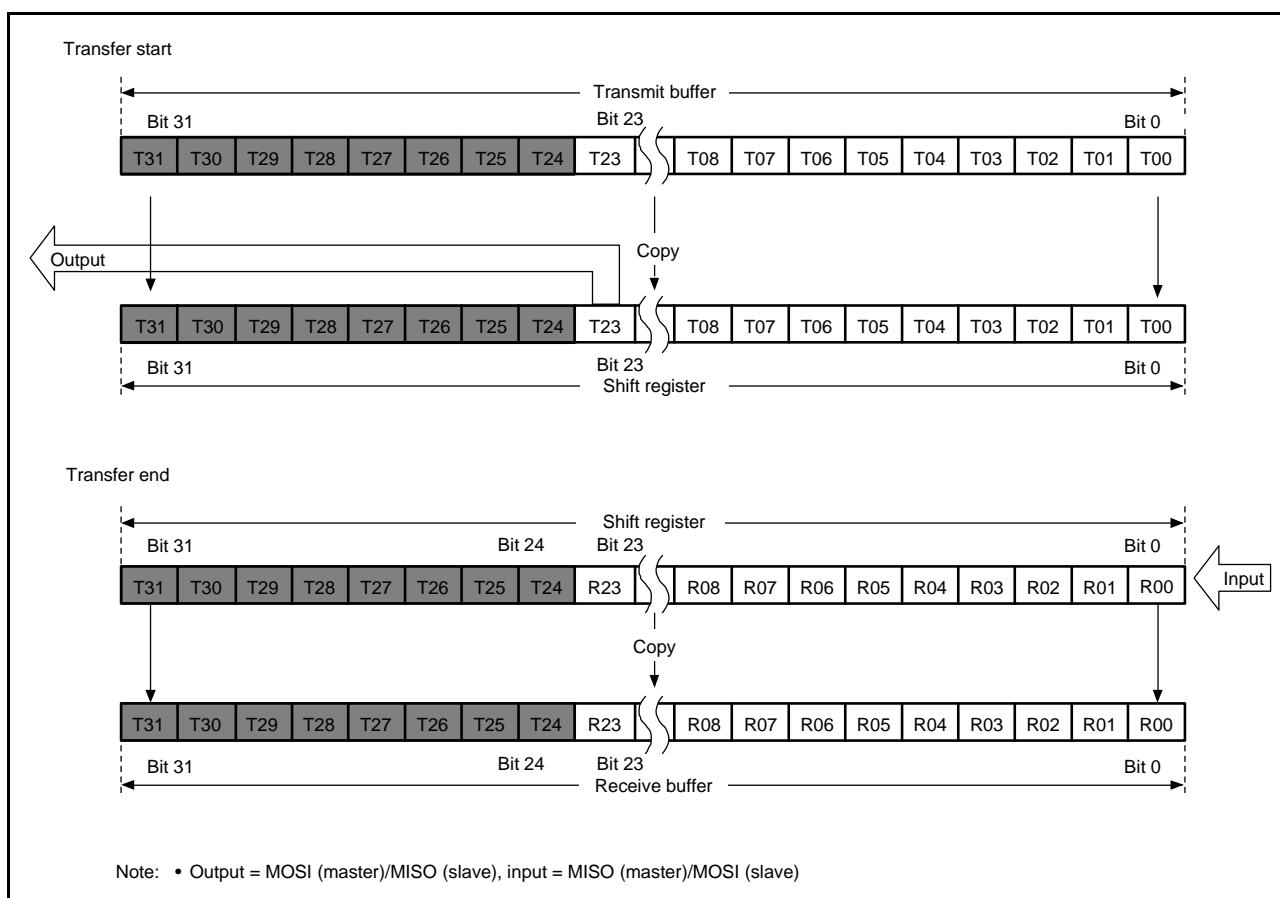 Transfer start
Transmit buffer
Bit 31 Bit 23 Bit 0
T31 T30 T29 T28 T27 T26 T25 T24 T23 T08 T07 T06 T05 T04 T03 T02 T01 T00
Copy
Output
T31 T30 T29 T28 T27 T26 T25 T24 T23 T08 T07 T06 T05 T04 T03 T02 T01 T00
Bit 31 Bit 23 Bit 0
Shift register
Transfer end
Shift register
Bit 31 Bit 24 Bit 23 Bit 0
T31 T30 T29 T28 T27 T26 T25 T24 R23 R08 R07 R06 R05 R04 R03 R02 R01 R00 Input
Copy
T31 T30 T29 T28 T27 T26 T25 T24 R23 R08 R07 R06 R05 R04 R03 R02 R01 R00
Bit 31 Bit 24 Bit 23 Bit 0
Receive buffer
Note: • Output = MOSI (master)/MISO (slave), input = MISO (master)/MOSI (slave)